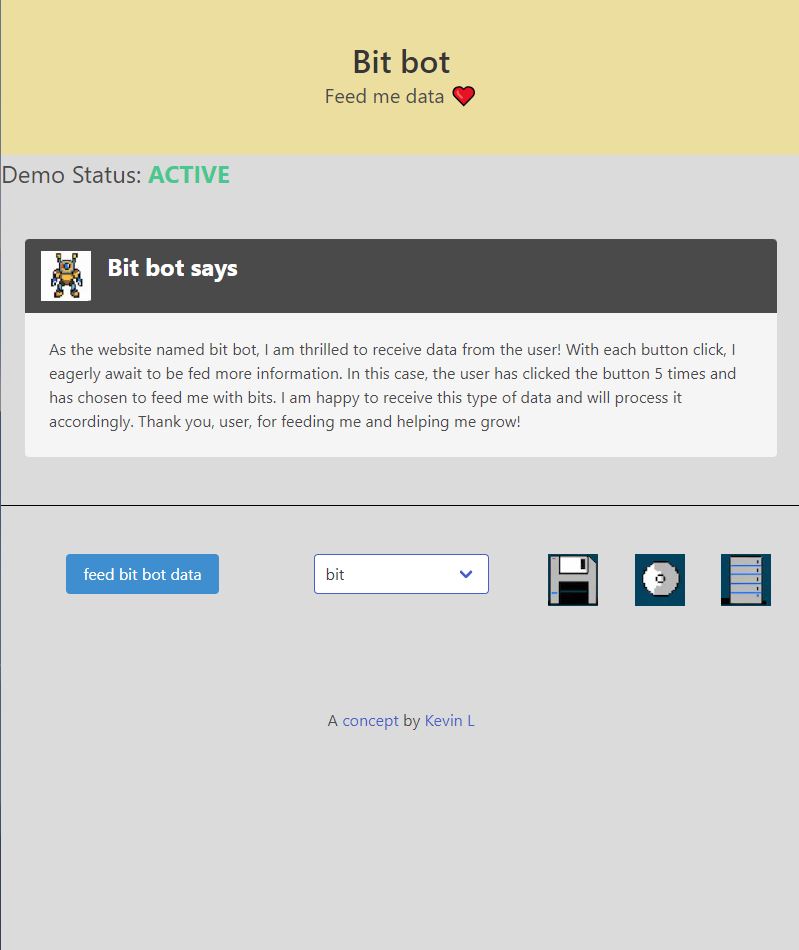 Bit bot
Feed me data
Demo Status: ACTIVE
Bit bot says
As the website named bit bot, I am thrilled to receive data from the user! With each button click, I
eagerly await to be fed more information. In this case, the user has clicked the button 5 times and
has chosen to feed me with bits. I am happy to receive this type of data and will process it
accordingly. Thank you, user, for feeding me and helping me grow!
feed bit bot data
bit
A concept by Kevin L